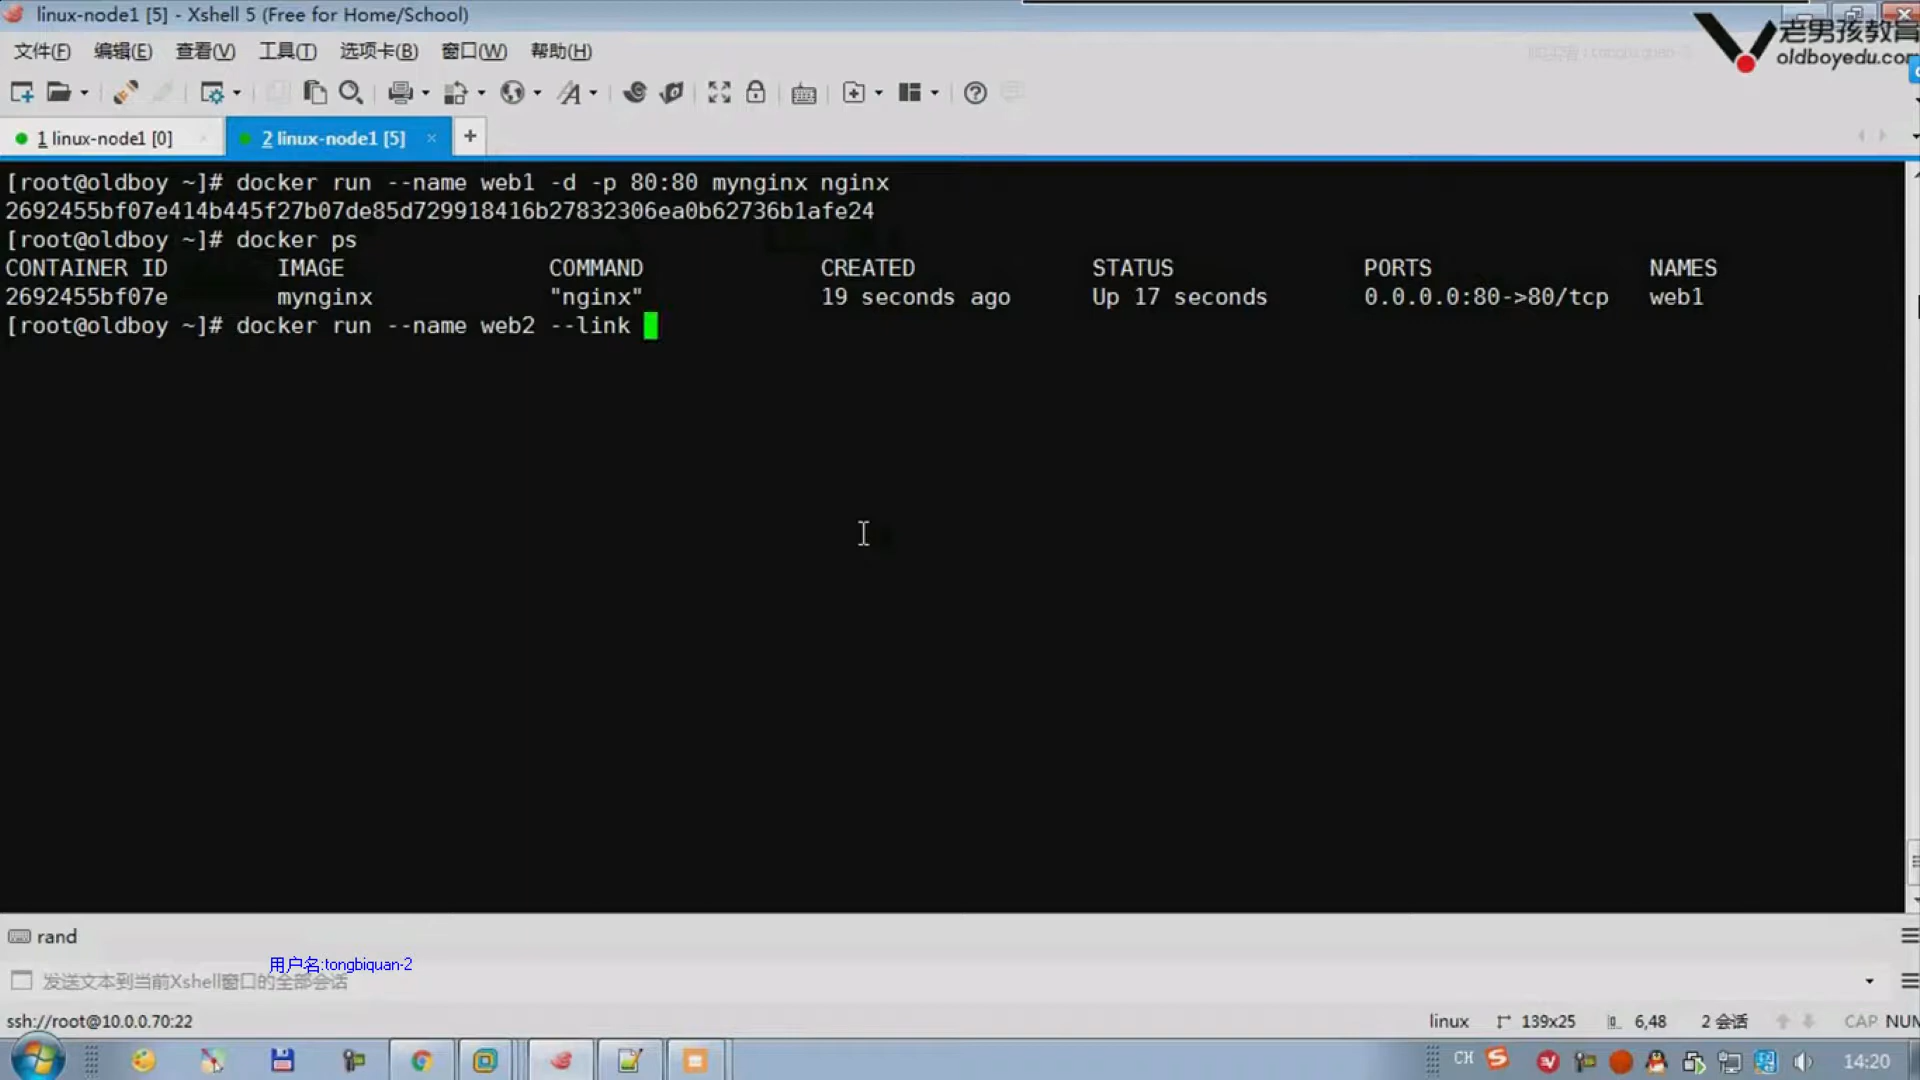 linux-node1 [5] - Xshell 5 (Free for Home/School)
文件(F) 编辑(E) 查看(V) 工具(T) 选项卡(B) 窗口(W) 帮助(H)
老男孩教育
oldboyedu.com
1 linux-node1 [0] 2 linux-node1 [5]
[root@oldboy ~]# docker run --name web1 -d -p 80:80 mynginx nginx
2692455bf07e414b445f27b07de85d729918416b27832306ea0b62736b1afe24
[root@oldboy ~]# docker ps
CONTAINER ID IMAGE COMMAND CREATED STATUS PORTS NAMES
2692455bf07e mynginx "nginx" 19 seconds ago Up 17 seconds 0.0.0.0:80->80/tcp web1
[root@oldboy ~]# docker run --name web2 --link
rand
用户名:tongbiquan-2
发送文本到当前Xshell窗口的全部会话
ssh://root@10.0.0.70:22 linux 139x25 6,48 2 会话 CAP NUM
CH 14:20